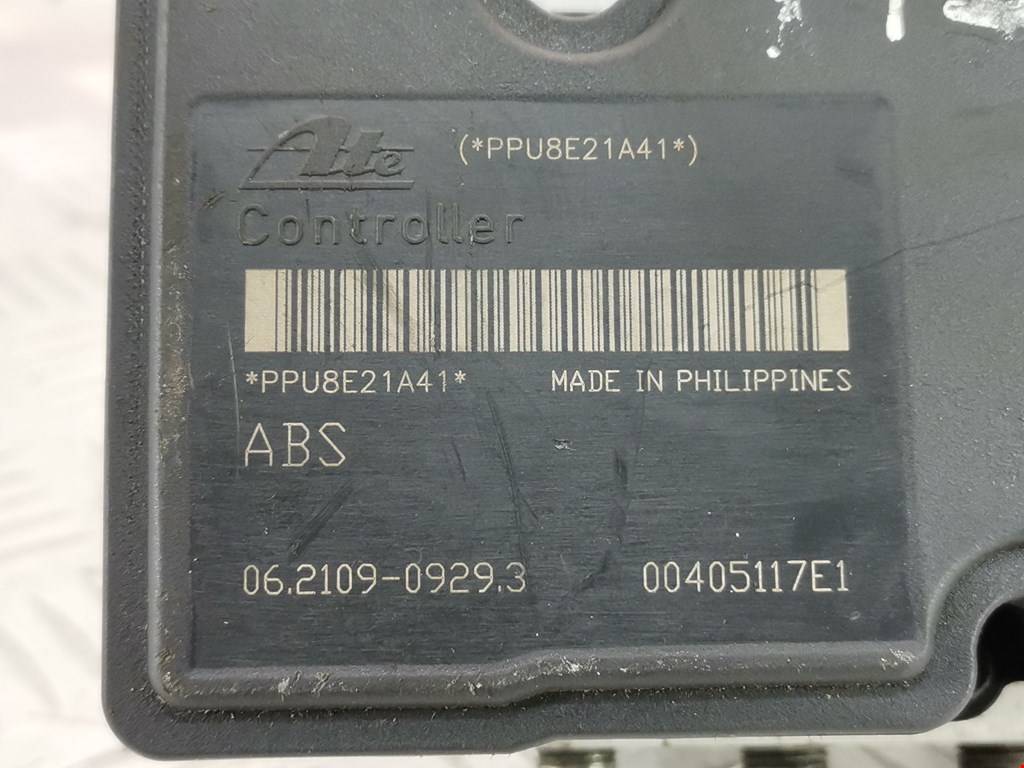 Ate (*PPU8E21A41*)
Controller
*PPU8E21A41* MADE IN PHILIPPINES
ABS
06.2109-0929.3 00405117E1